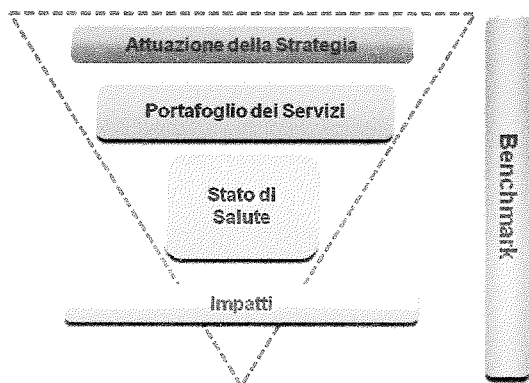 Attuazione della Strategia
Portafoglio dei Servizi
Stato di
Salute
Impatti
Benchmark